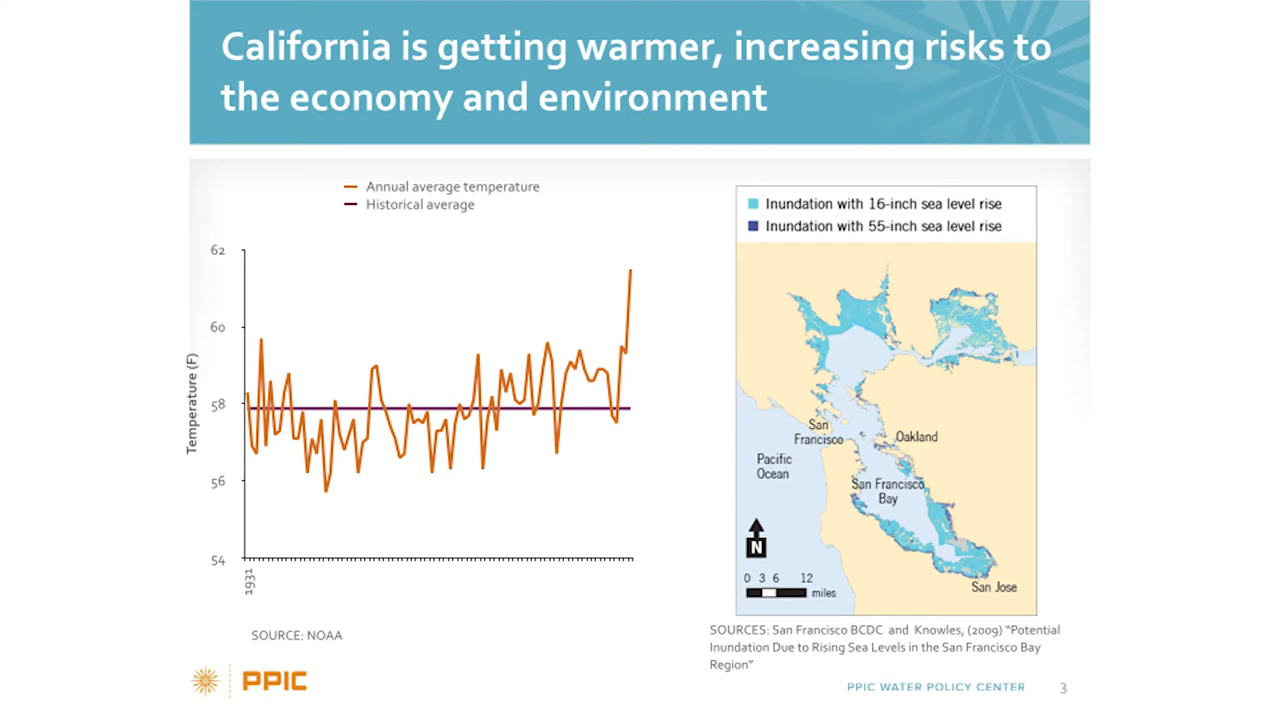 California is getting warmer, increasing risks to
the economy and environment
Annual average temperature
Historical average
62
60
58
56
54
Temperature (F)
1931
SOURCE: NOAA
Inundation with 16-inch sea level rise
Inundation with 55-inch sea level rise
San
Francisco
Oakland
Pacific
Ocean
San Francisco
Bay
N
0 3 6 12
miles
San Jose
SOURCES: San Francisco BCDC and Knowles, (2009) “Potential
Inundation Due to Rising Sea Levels in the San Francisco Bay
Region”
PPIC
PPIC WATER POLICY CENTER
3